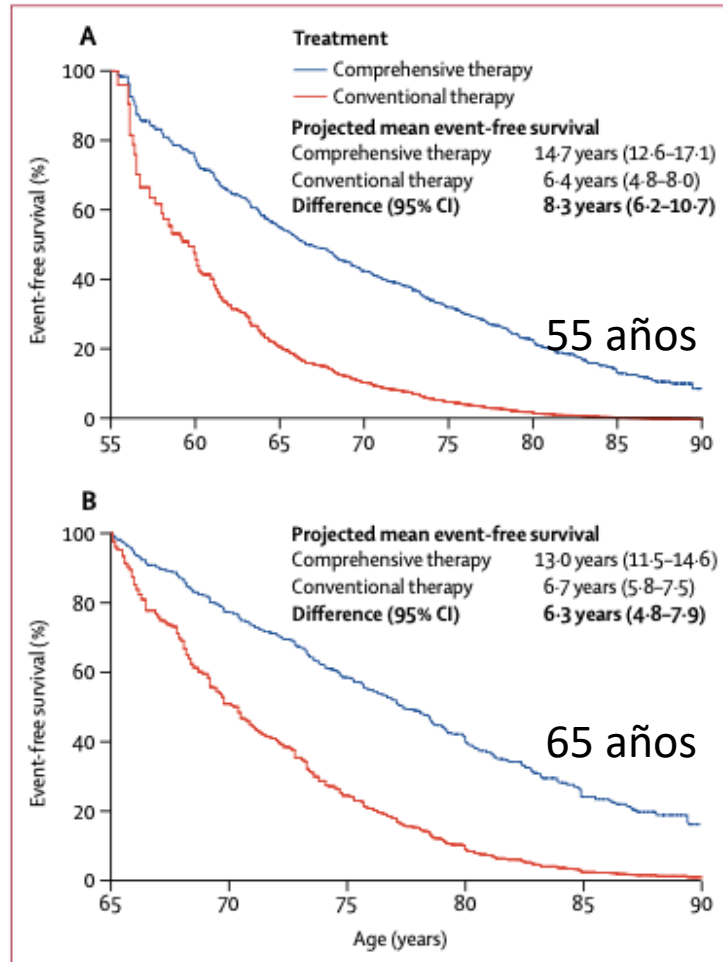 A
Treatment
Comprehensive therapy
Conventional therapy
Projected mean event-free survival
Comprehensive therapy 14·7 years (12·6–17·1)
Conventional therapy 6·4 years (4·8–8·0)
Difference (95% CI) 8·3 years (6·2–10·7)
Event-free survival (%)
100
80
60
40
20
0
55 años
55 60 65 70 75 80 85 90
B
Projected mean event-free survival
Comprehensive therapy 13·0 years (11·5–14·6)
Conventional therapy 6·7 years (5·8–7·5)
Difference (95% CI) 6·3 years (4·8–7·9)
Event-free survival (%)
100
80
60
40
20
0
65 años
65 70 75 80 85 90
Age (years)